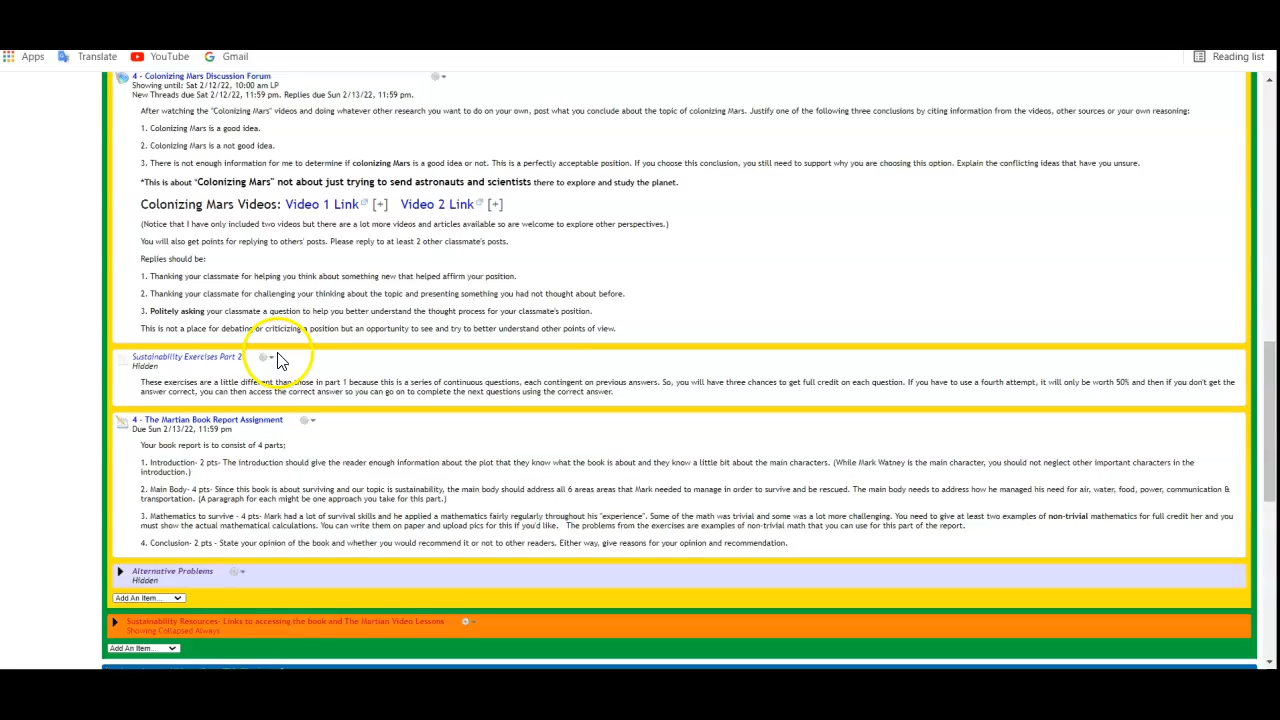 Apps Translate YouTube Gmail Reading list
4 - Colonizing Mars Discussion Forum
Showing until: Sat 2/12/22, 10:00 am LP
New Threads due Sat 2/12/22, 11:59 pm. Replies due Sun 2/13/22, 11:59 pm.
After watching the "Colonizing Mars" videos and doing whatever other research you want to do on your own, post what you conclude about the topic of colonizing Mars. Justify one of the following three conclusions by citing information from the videos, other sources or your own reasoning:
1. Colonizing Mars is a good idea.
2. Colonizing Mars is a not good idea.
3. There is not enough information for me to determine if colonizing Mars is a good idea or not. This is a perfectly acceptable position. If you choose this conclusion, you still need to support why you are choosing this option. Explain the conflicting ideas that have you unsure.
*This is about "Colonizing Mars" not about just trying to send astronauts and scientists there to explore and study the planet.
Colonizing Mars Videos: Video 1 Link [+] Video 2 Link [+]
(Notice that I have only included two videos but there are a lot more videos and articles available so are welcome to explore other perspectives.)
You will also get points for replying to others' posts. Please reply to at least 2 other classmate's posts.
Replies should be:
1. Thanking your classmate for helping you think about something new that helped affirm your position.
2. Thanking your classmate for challenging your thinking about the topic and presenting something you had not thought about before.
3. Politely asking your classmate a question to help you better understand the thought process for your classmate's position.
This is not a place for debating or criticizing a position but an opportunity to see and try to better understand other points of view.
Sustainability Exercises Part 2
Hidden
These exercises are a little different than those in part 1 because this is a series of continuous questions, each contingent on previous answers. So, you will have three chances to get full credit on each question. If you have to use a fourth attempt, it will only be worth 50% and then if you don't get the
answer correct, you can then access the correct answer so you can go on to complete the next questions using the correct answer.
4 - The Martian Book Report Assignment
Due Sun 2/13/22, 11:59 pm
Your book report is to consist of 4 parts;
1. Introduction- 2 pts- The introduction should give the reader enough information about the plot that they know what the book is about and they know a little bit about the main characters. (While Mark Watney is the main character, you should not neglect other important characters in the
introduction.)
2. Main Body- 4 pts- Since this book is about surviving and our topic is sustainability, the main body should address all 6 areas areas that Mark needed to manage in order to survive and be rescued. The main body needs to address how he managed his need for air, water, food, power, communication &
transportation. (A paragraph for each might be one approach you take for this part.)
3. Mathematics to survive - 4 pts- Mark had a lot of survival skills and he applied a mathematics fairly regularly throughout his "experience". Some of the math was trivial and some was a lot more challenging. You need to give at least two examples of non-trivial mathematics for full credit her and you
must show the actual mathematical calculations. You can write them on paper and upload pics for this if you'd like. The problems from the exercises are examples of non-trivial math that you can use for this part of the report.
4. Conclusion- 2 pts - State your opinion of the book and whether you would recommend it or not to other readers. Either way, give reasons for your opinion and recommendation.
Alternative Problems
Hidden
Add An Item...
Sustainability Resources- Links to accessing the book and The Martian Video Lessons
Showing Collapsed Always
Add An Item...